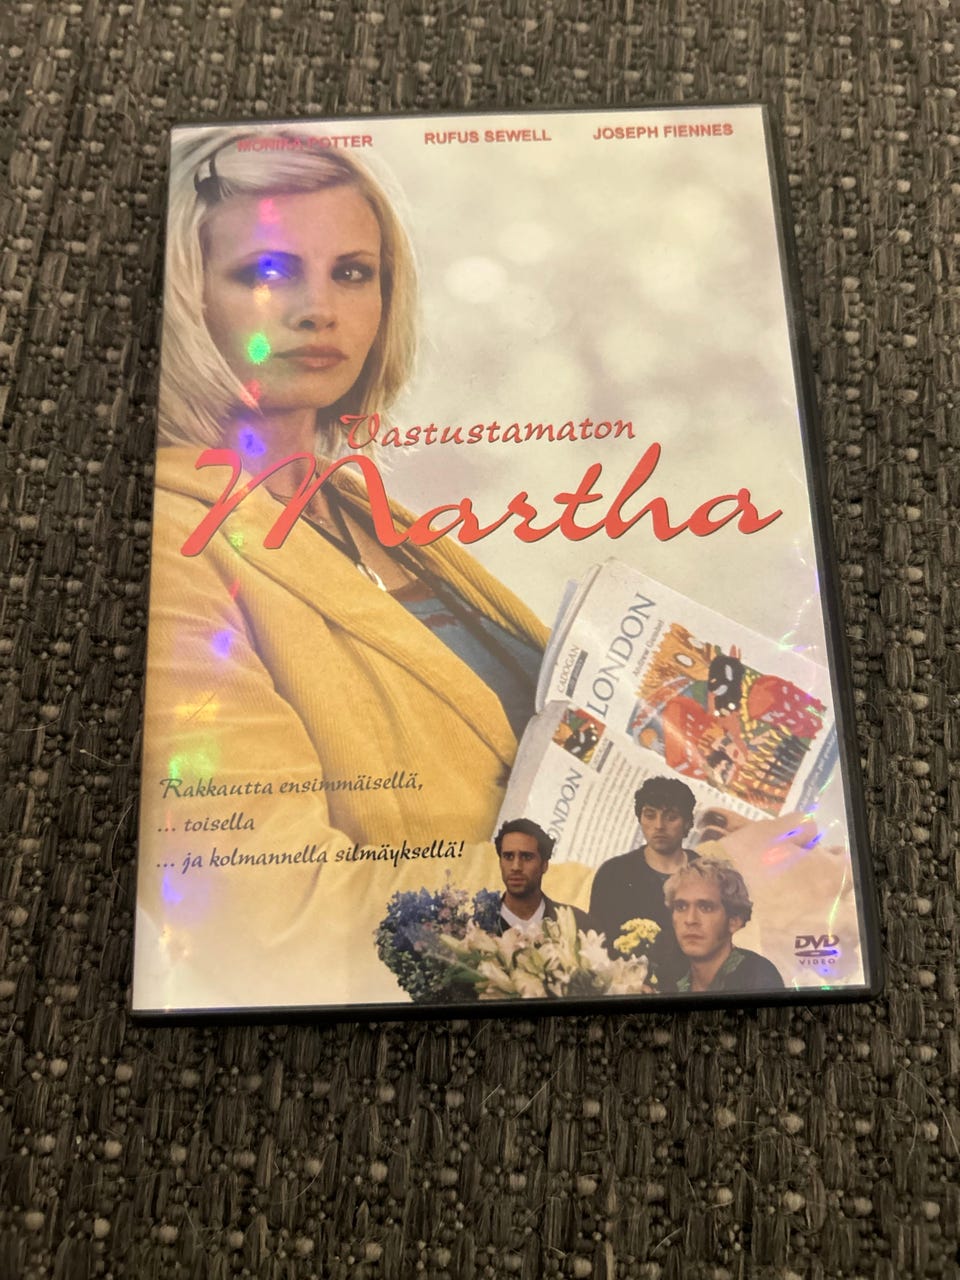 MONIKA POTTER RUFUS SEWELL JOSEPH FIENNES
Vastustamaton
Martha
CADOGAN
LONDON
LONDON
Rakkautta ensimmäisellä,
... toisella
... ja kolmannella silmäyksellä!
DVD
VIDEO